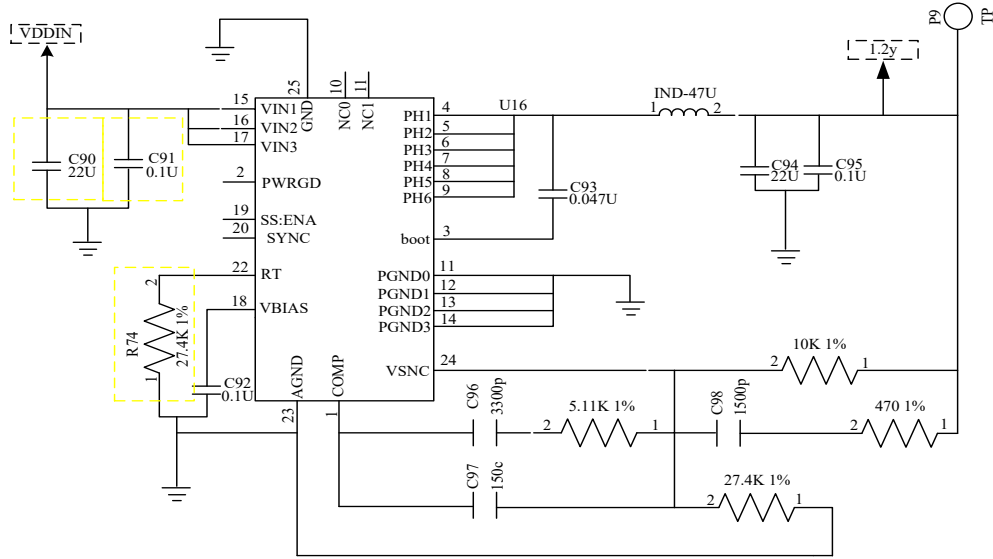 P9
TP
VDDIN
1.2y
25
10
11
GND
NC0
NC1
15
VIN1
16
VIN2
17
VIN3
2
PWRGD
19
SS:ENA
20
SYNC
22
RT
18
VBIAS
4
PH1
5
PH2
6
PH3
7
PH4
8
PH5
9
PH6
3
boot
11
PGND0
12
PGND1
13
PGND2
14
PGND3
24
VSNC
AGND
23
COMP
1
U16
IND-47U
1
2
C90
22U
C91
0.1U
C93
0.047U
C94
22U
C95
0.1U
2
R74
27.4K 1%
1
C92
0.1U
10K 1%
2
1
C96
3300p
5.11K 1%
2
1
C98
1500p
470 1%
2
1
C97
150c
27.4K 1%
2
1